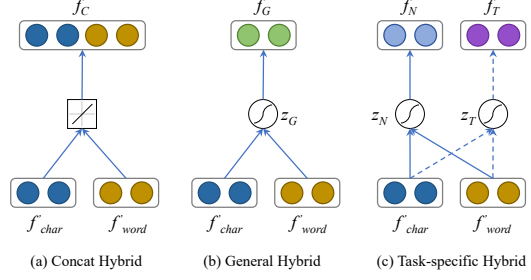 f_C
f_G
f_N
f_T
z_G
z_N
z_T
f'_char
f'_word
f'_char
f'_word
f'_char
f'_word
(a) Concat Hybrid
(b) General Hybrid
(c) Task-specific Hybrid